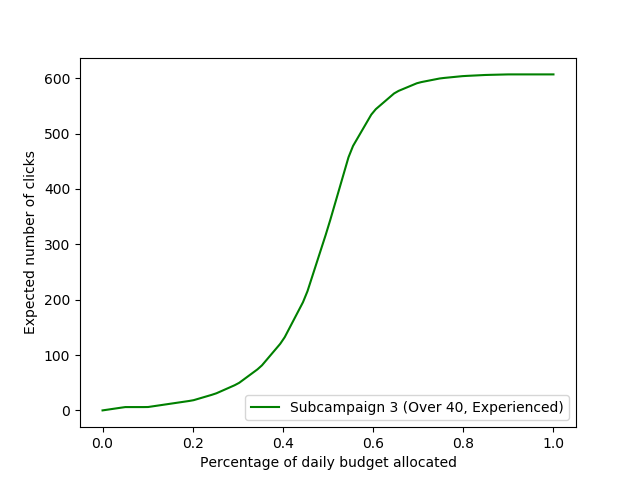 600
500
400
300
200
100
0
Expected number of clicks
Subcampaign 3 (Over 40, Experienced)
0.0 0.2 0.4 0.6 0.8 1.0
Percentage of daily budget allocated